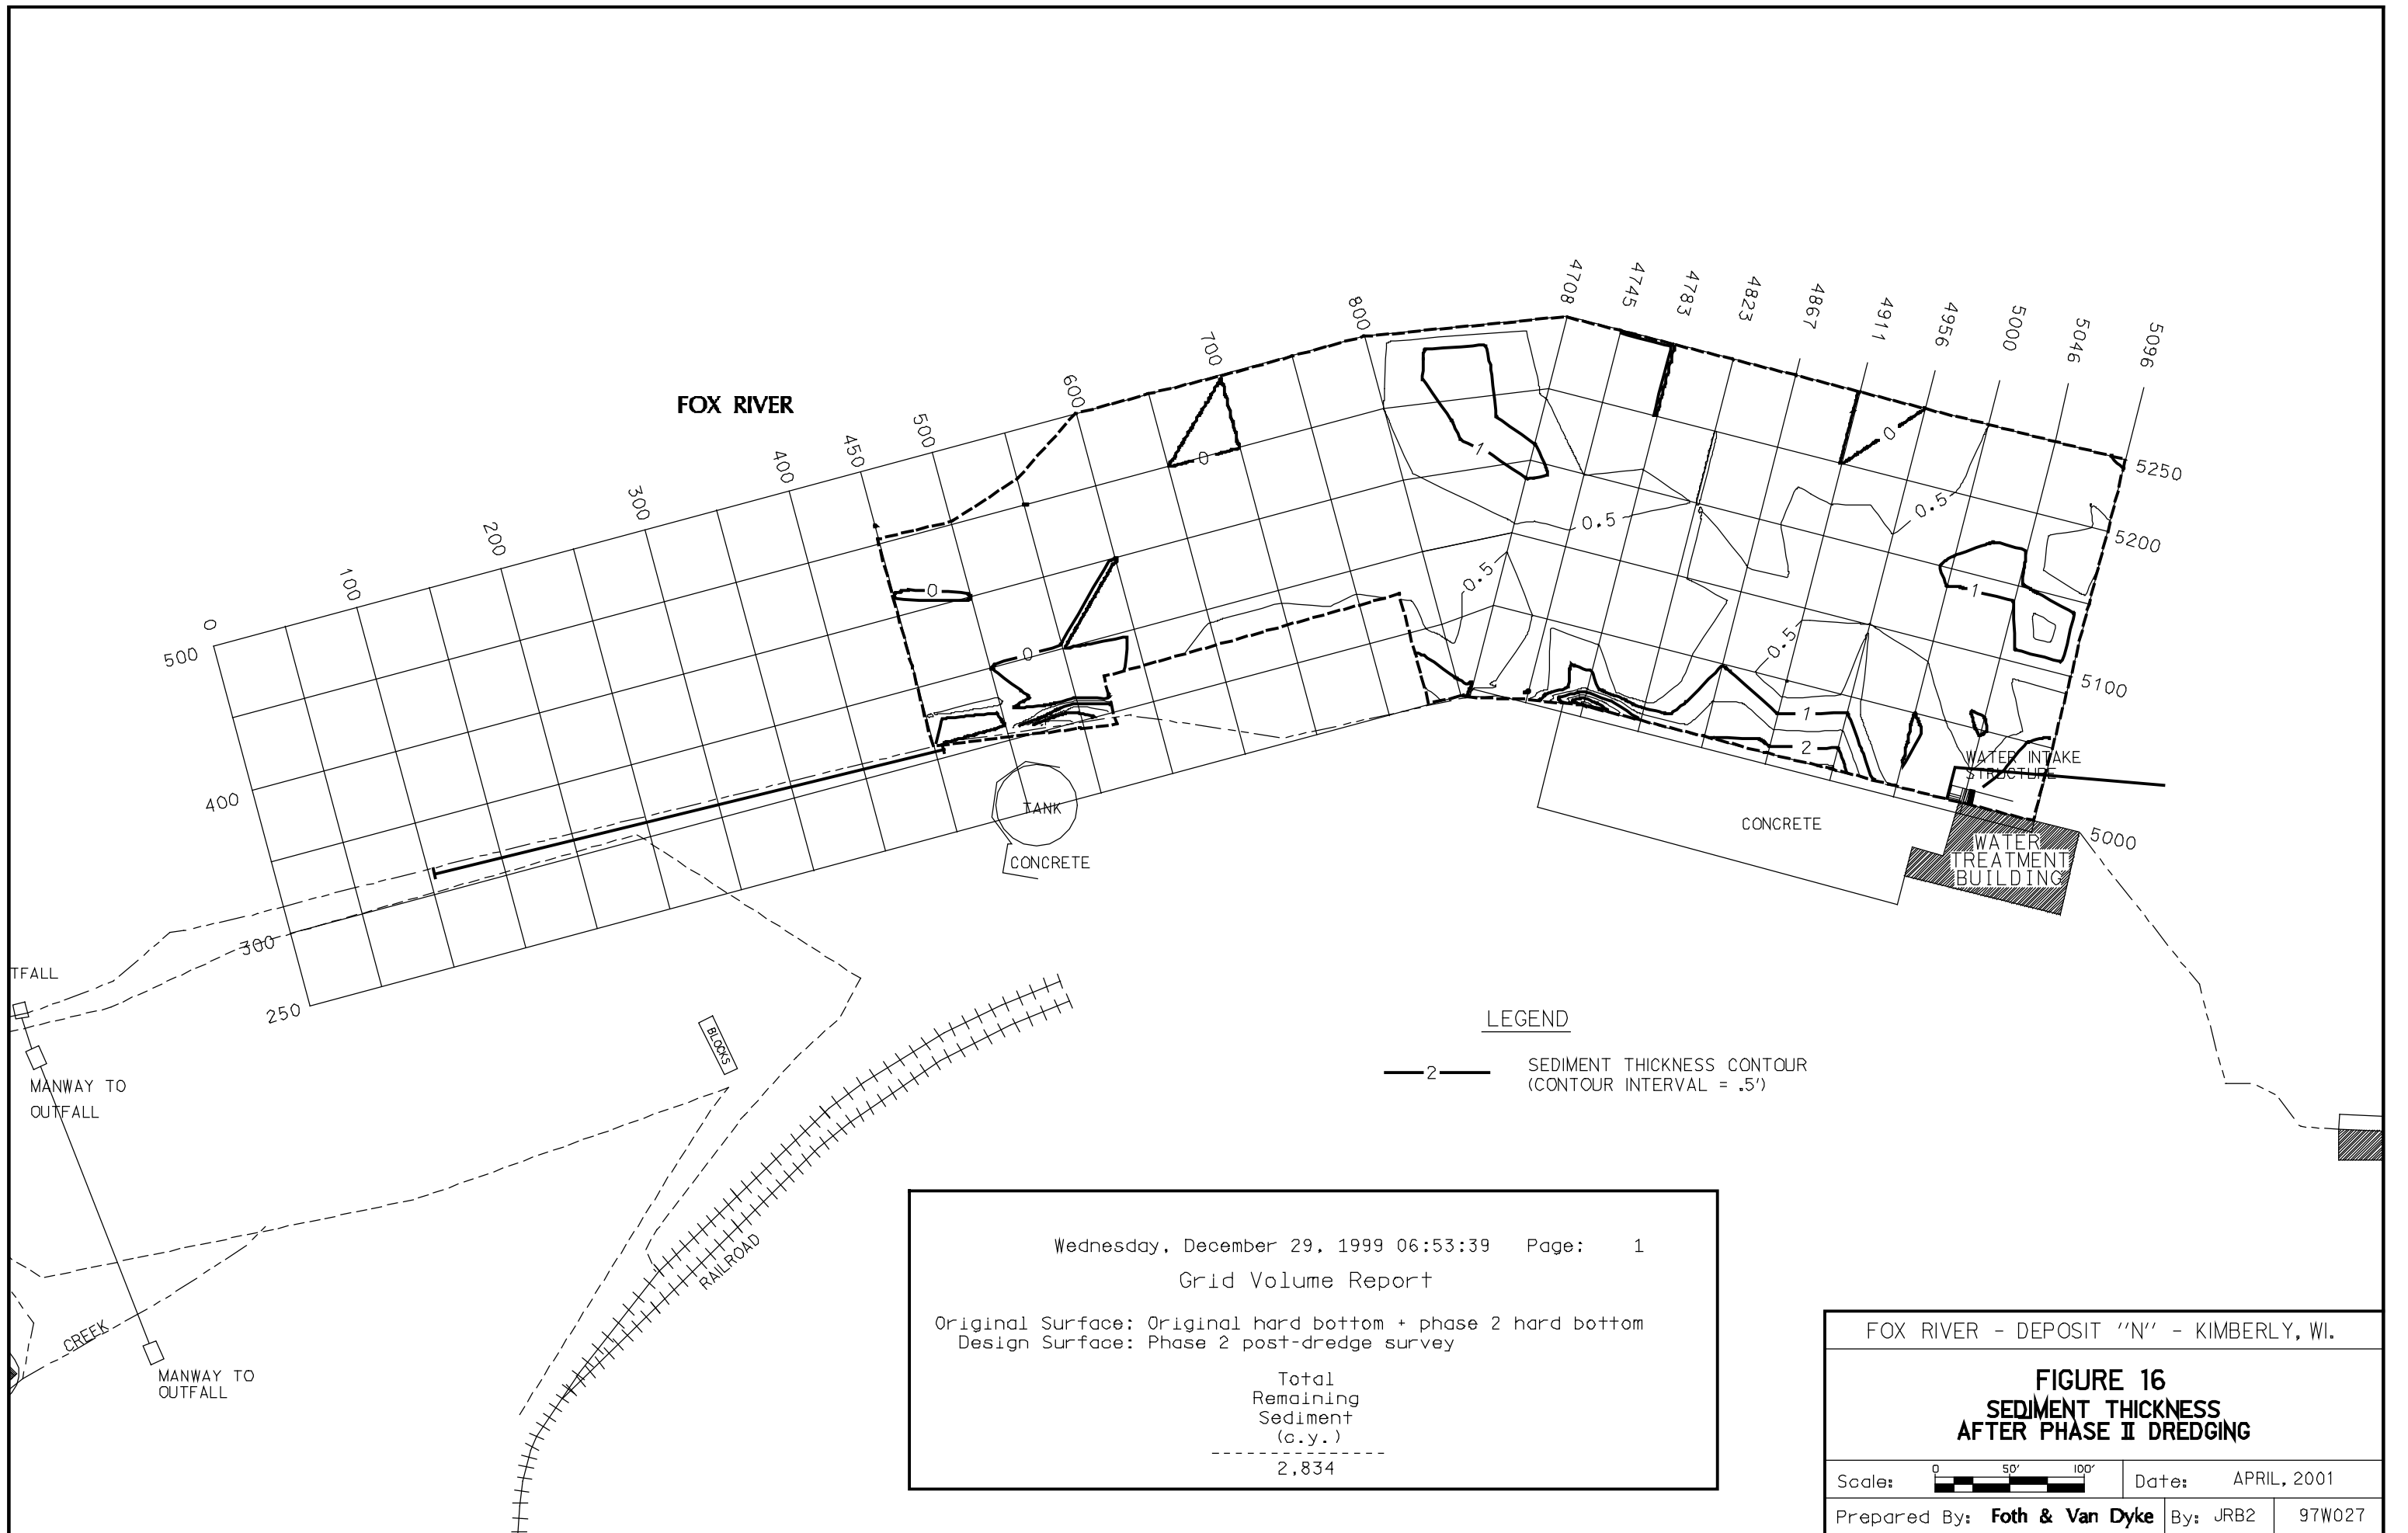 FOX RIVER
0
100
200
300
400
450
500
600
700
800
4708
4745
4783
4823
4867
4911
4956
5000
5046
5096
500
400
300
250
5250
5200
5100
5000
0
0
0
1
0.5
0.5
0
0.5
0.5
1
1
2
TANK
CONCRETE
CONCRETE
WATER INTAKE
STRUCTURE
WATER
TREATMENT
BUILDING
TFALL
MANWAY TO
OUTFALL
BLOCKS
RAILROAD
CREEK
MANWAY TO
OUTFALL
LEGEND
2
SEDIMENT THICKNESS CONTOUR
(CONTOUR INTERVAL = .5')
Wednesday, December 29, 1999 06:53:39 Page: 1
Grid Volume Report
Original Surface: Original hard bottom + phase 2 hard bottom
Design Surface: Phase 2 post-dredge survey
Total
Remaining
Sediment
(c.y.)
---------------
2,834
FOX RIVER - DEPOSIT "N" - KIMBERLY, WI.
FIGURE 16
SEDIMENT THICKNESS
AFTER PHASE II DREDGING
Scale: 0 50' 100'
Date: APRIL, 2001
Prepared By: Foth & Van Dyke
By: JRB2
97W027